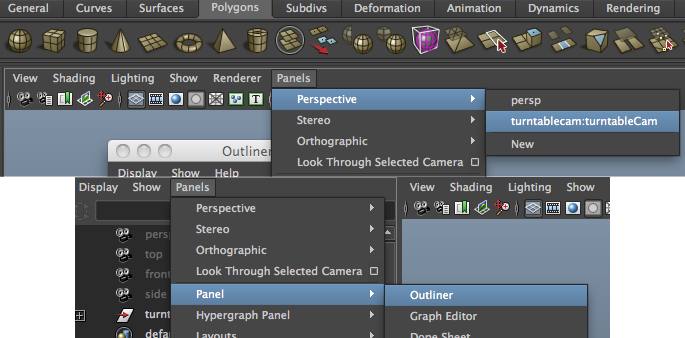 General Curves Surfaces Polygons Subdivs Deformation Animation Dynamics Rendering
View Shading Lighting Show Renderer Panels
T
Perspective
persp
Stereo
turntablecam:turntableCam
Orthographic
New
Outliner
Look Through Selected Camera
Display Show Help
Display Show Panels
View Shading Lighting Show
Perspective
persp
Stereo
top
Orthographic
front
Look Through Selected Camera
side
Panel
Outliner
turnt
Hypergraph Panel
Graph Editor
defa
Layouts
Dope Sheet